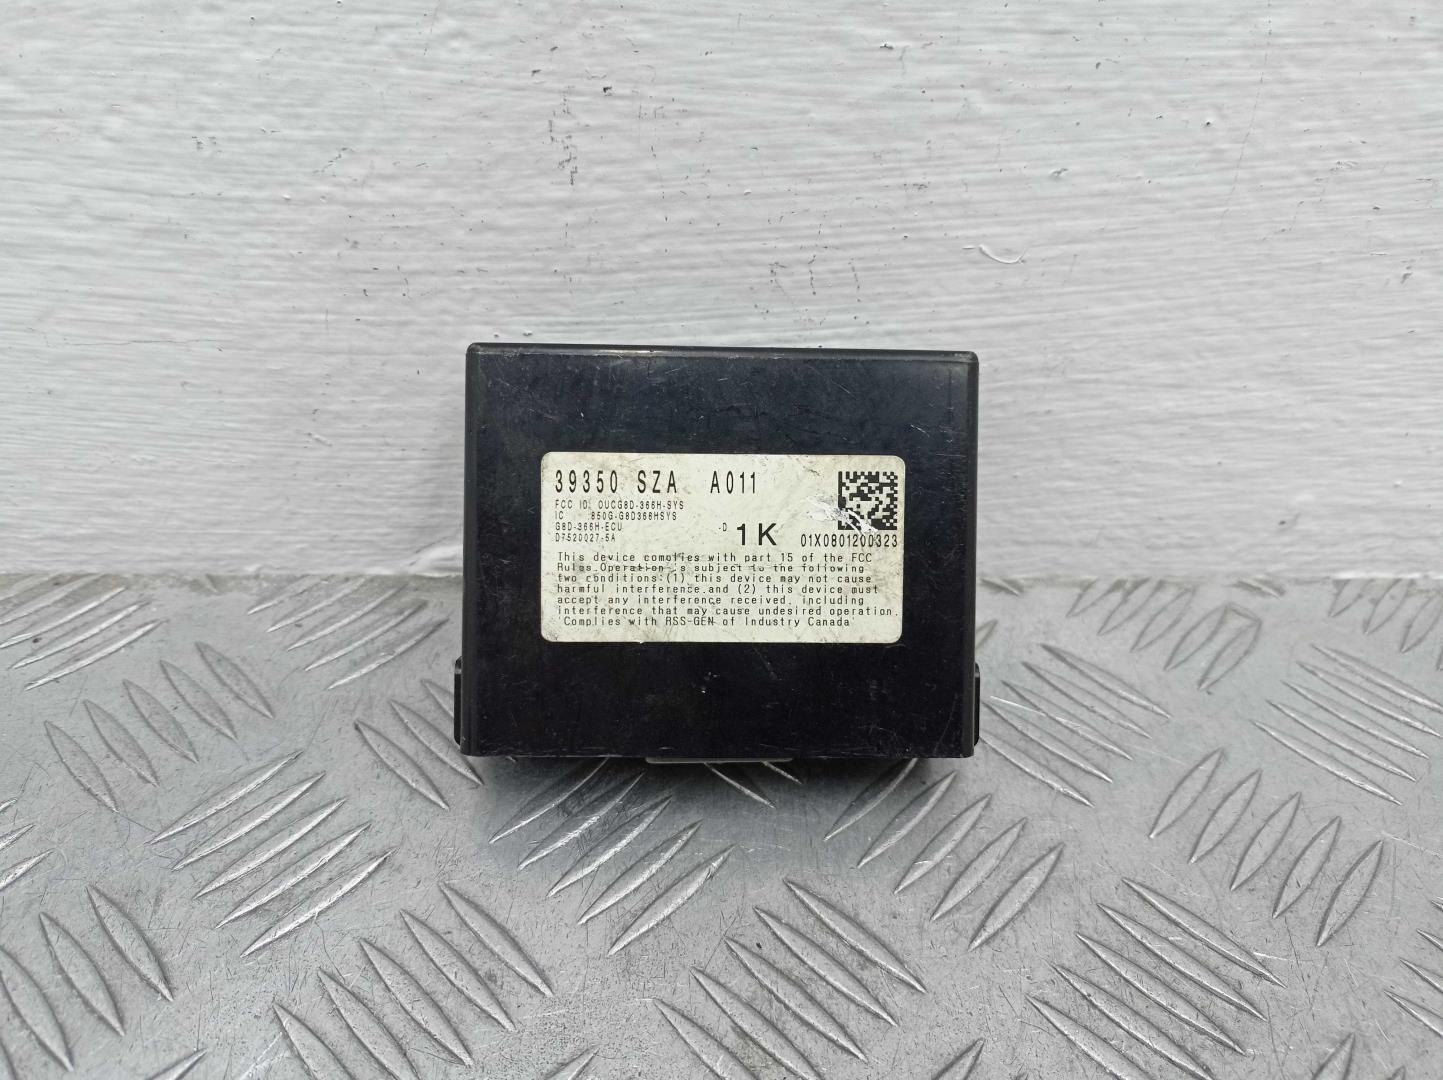 39350 SZA A011
FCC ID: OUCG8D-366H-SYS
IC :850G-G8D366HSYS
G8D-366H-ECU
D7520027-5A
-D 1K 01X0801200323
This device complies with part 15 of the FCC
Rules.Operation is subject to the following
two conditions:(1) this device may not cause
harmful interference.and (2) this device must
accept any interference received, including
interference that may cause undesired operation.
"Complies with RSS-GEN of Industry Canada"